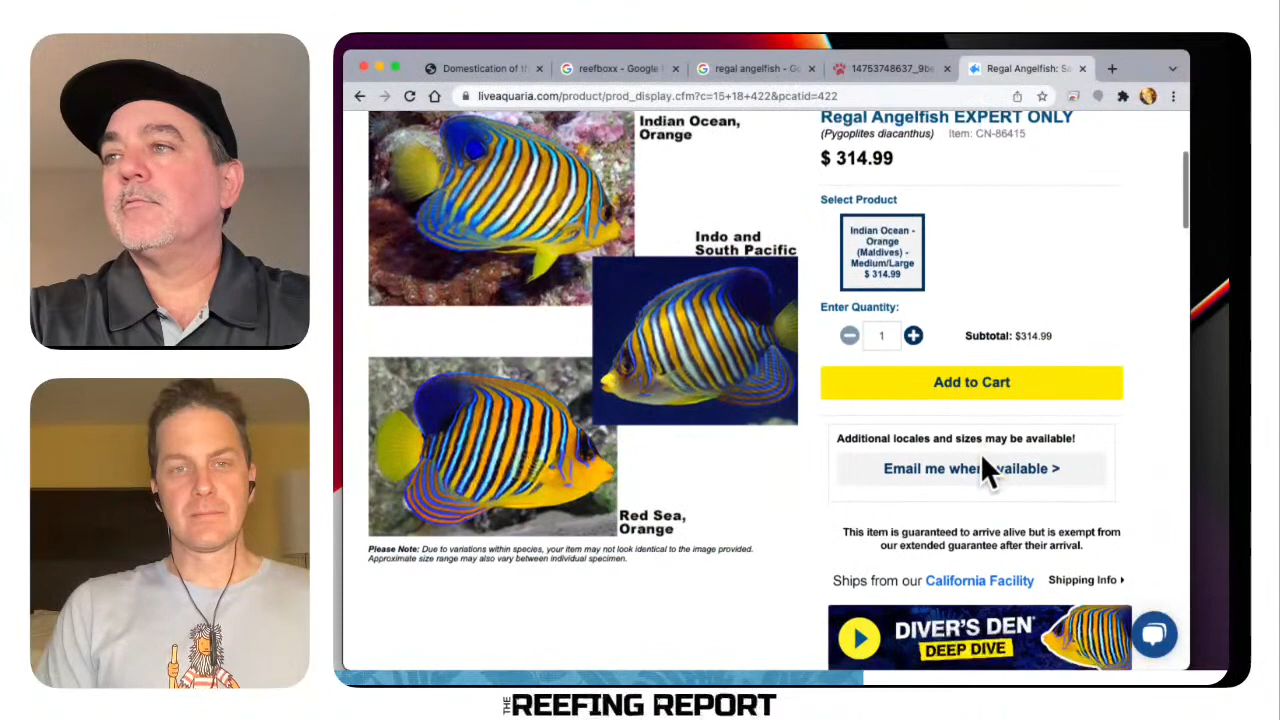 Domestication of th
reefboxx - Google
regal angelfish - Go
14753748637_9be
Regal Angelfish: Sa
liveaquaria.com/product/prod_display.cfm?c=15+18+422&pcatid=422
Indian Ocean,
Orange
Indo and
South Pacific
Red Sea,
Orange
Please Note: Due to variations within species, your item may not look identical to the image provided.
Approximate size range may also vary between individual specimen.
Regal Angelfish EXPERT ONLY
(Pygoplites diacanthus) Item: CN-86415
$ 314.99
Select Product
Indian Ocean -
Orange
(Maldives) -
Medium/Large
$ 314.99
Enter Quantity:
1 Subtotal: $314.99
Add to Cart
Additional locales and sizes may be available!
Email me when available >
This item is guaranteed to arrive alive but is exempt from
our extended guarantee after their arrival.
Ships from our California Facility Shipping Info
DIVER'S DEN
DEEP DIVE
THE REEFING REPORT